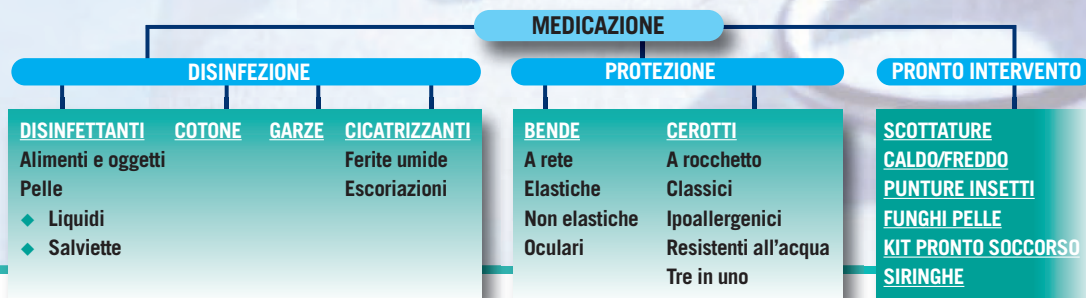 MEDICAZIONE
DISINFEZIONE
DISINFETTANTI
Alimenti e oggetti
Pelle
◆ Liquidi
◆ Salviette
COTONE
GARZE
CICATRIZZANTI
Ferite umide
Escoriazioni
PROTEZIONE
BENDE
A rete
Elastiche
Non elastiche
Oculari
CEROTTI
A rocchetto
Classici
Ipoallergenici
Resistenti all'acqua
Tre in uno
PRONTO INTERVENTO
SCOTTATURE
CALDO/FREDDO
PUNTURE INSETTI
FUNGHI PELLE
KIT PRONTO SOCCORSO
SIRINGHE